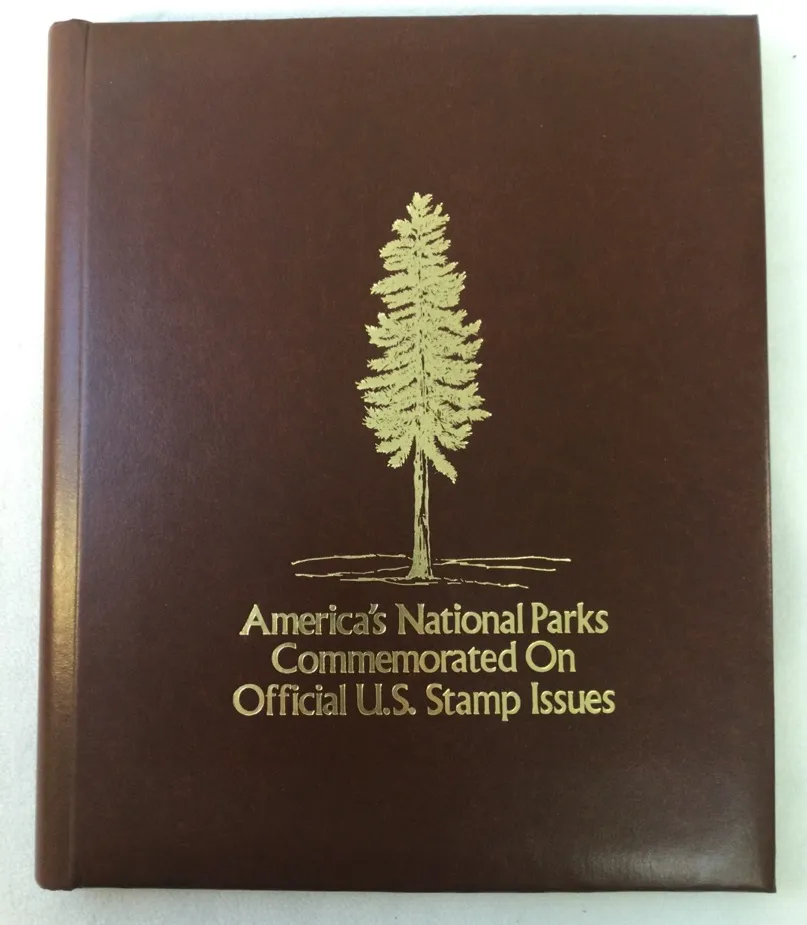 America's National Parks
Commemorated On
Official U.S. Stamp Issues